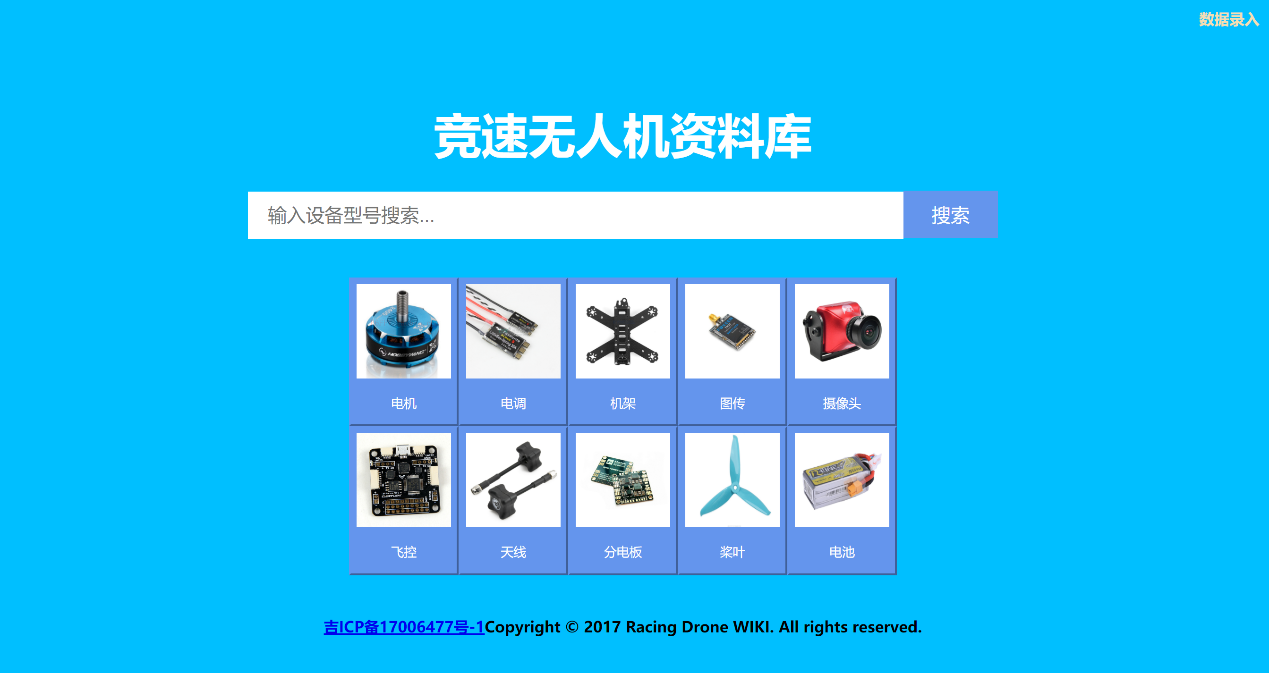 数据录入
竞速无人机资料库
输入设备型号搜索...
搜索
电机
电调
机架
图传
摄像头
飞控
天线
分电板
桨叶
电池
吉ICP备17006477号-1Copyright © 2017 Racing Drone WIKI. All rights reserved.